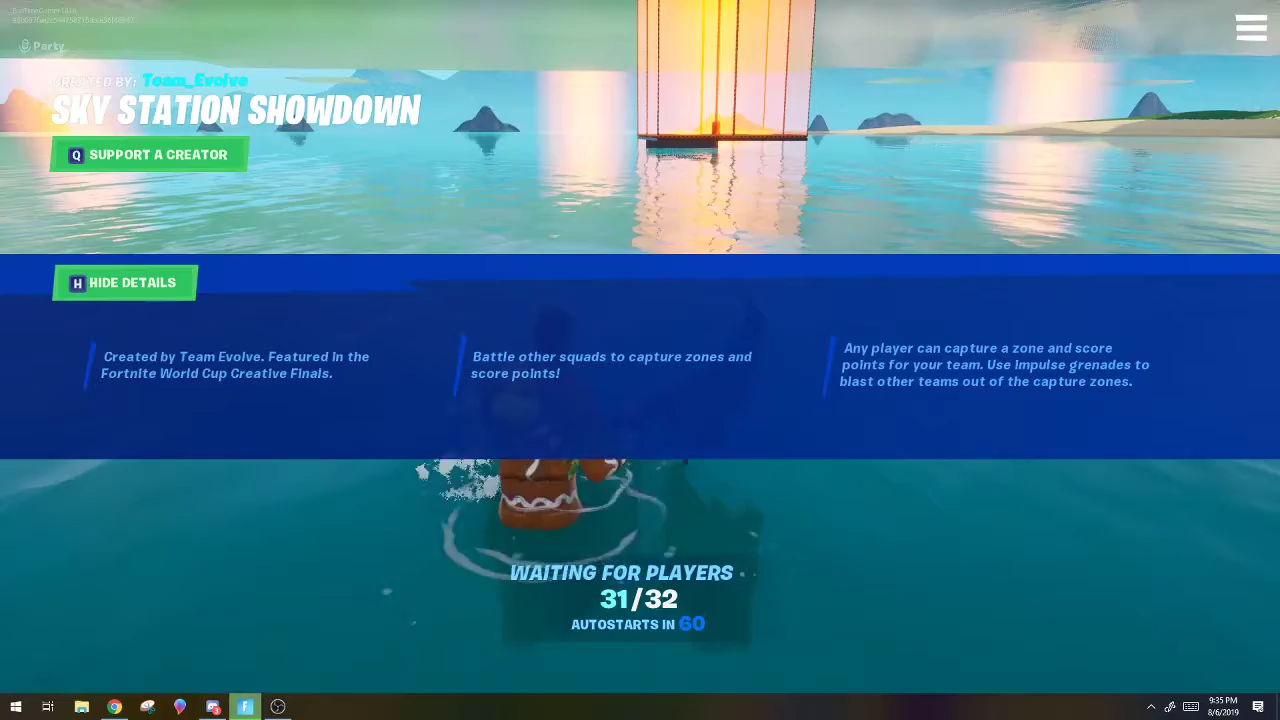 Party
CREATED BY: Team_Evolve
SKY STATION SHOWDOWN
Q SUPPORT A CREATOR
H HIDE DETAILS
Created by Team Evolve. Featured in the
Fortnite World Cup Creative Finals.
Battle other squads to capture zones and
score points!
Any player can capture a zone and score
points for your team. Use impulse grenades to
blast other teams out of the capture zones.
WAITING FOR PLAYERS
31/32
AUTOSTARTS IN 60
9:35 PM
8/6/2019